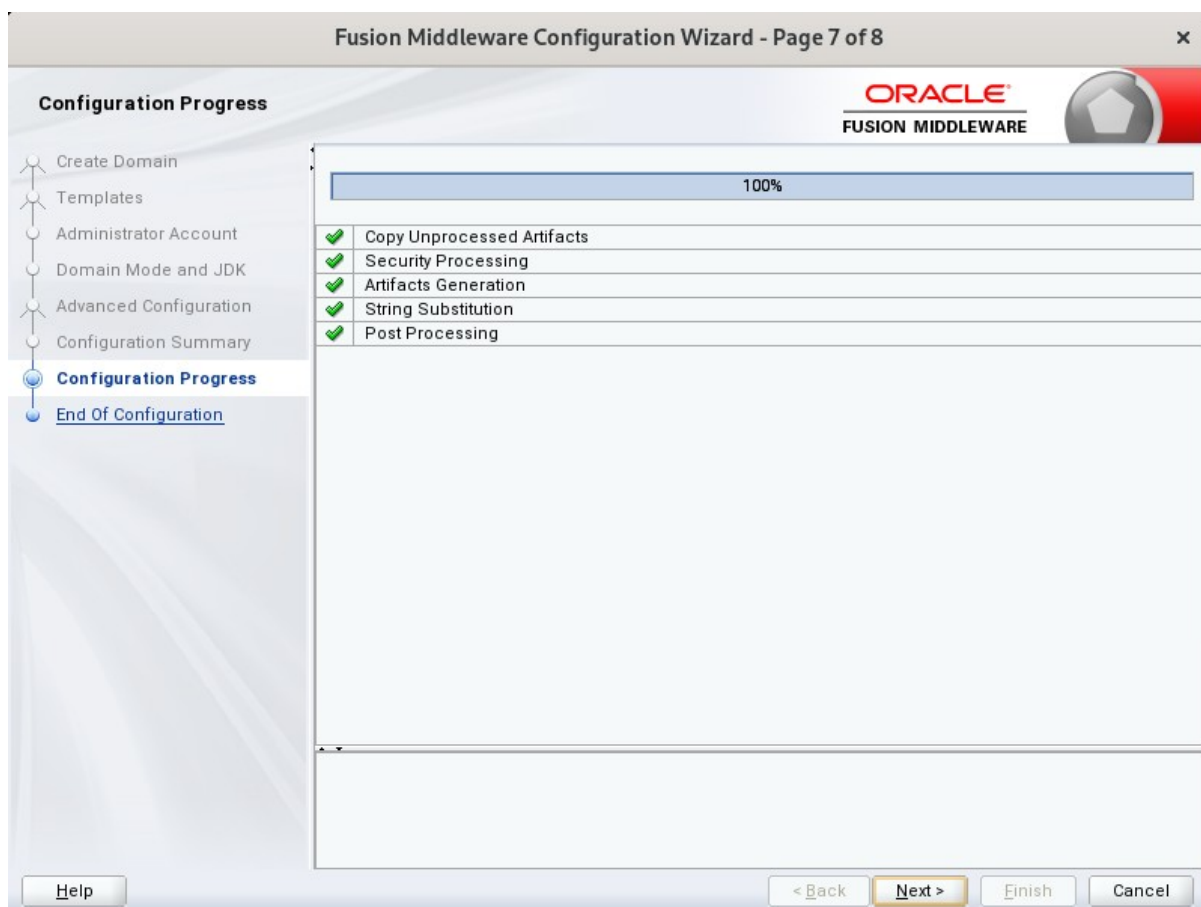 Fusion Middleware Configuration Wizard - Page 7 of 8
×
Configuration Progress
ORACLE
FUSION MIDDLEWARE
Create Domain
Templates
Administrator Account
Domain Mode and JDK
Advanced Configuration
Configuration Summary
Configuration Progress
End Of Configuration
100%
Copy Unprocessed Artifacts
Security Processing
Artifacts Generation
String Substitution
Post Processing
Help
< Back
Next >
Finish
Cancel